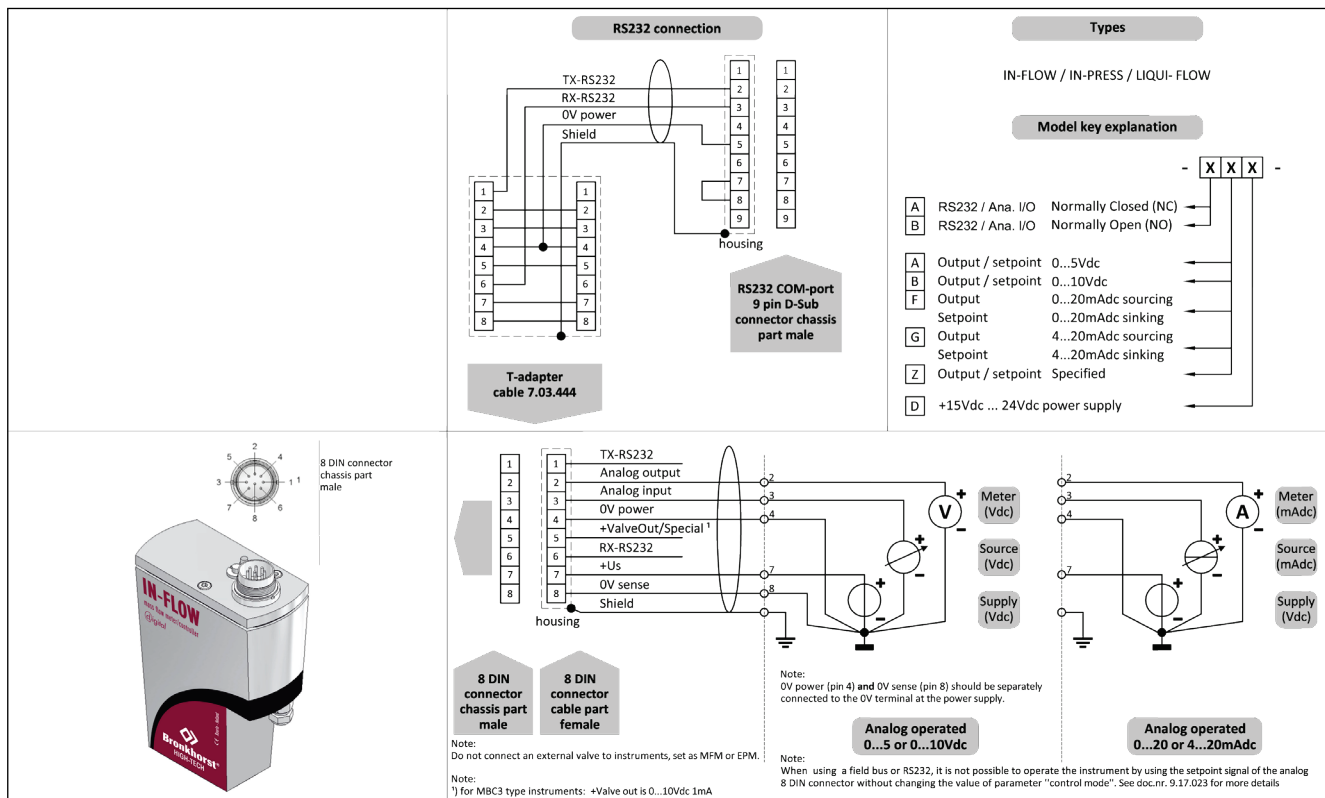 RS232 connection
TX-RS232
RX-RS232
0V power
Shield
1
2
3
4
5
6
7
8
9
1
2
3
4
5
6
7
8
9
housing
1
2
3
4
5
6
7
8
1
2
3
4
5
6
7
8
RS232 COM-port
9 pin D-Sub
connector chassis
part male
T-adapter
cable 7.03.444
Types
IN-FLOW / IN-PRESS / LIQUI- FLOW
Model key explanation
- X X X -
A RS232 / Ana. I/O Normally Closed (NC)
B RS232 / Ana. I/O Normally Open (NO)
A Output / setpoint 0...5Vdc
B Output / setpoint 0...10Vdc
F Output 0...20mAdc sourcing
Setpoint 0...20mAdc sinking
G Output 4...20mAdc sourcing
Setpoint 4...20mAdc sinking
Z Output / setpoint Specified
D +15Vdc ... 24Vdc power supply
2
5 4
3 1 1
7 6
8
8 DIN connector
chassis part
male
IN-FLOW
mass flow meter/controller
digital
Bronkhorst®
HIGH-TECH
1
2
3
4
5
6
7
8
1
2
3
4
5
6
7
8
TX-RS232
Analog output
Analog input
0V power
+ValveOut/Special ¹
RX-RS232
+Us
0V sense
Shield
housing
8 DIN
connector
chassis part
male
8 DIN
connector
cable part
female
Note:
Do not connect an external valve to instruments, set as MFM or EPM.
Note:
¹) for MBC3 type instruments: +Valve out is 0...10Vdc 1mA
2
3
4
7
8
V
+
-
+
-
+
-
Meter
(Vdc)
Source
(Vdc)
Supply
(Vdc)
Note:
0V power (pin 4) and 0V sense (pin 8) should be separately
connected to the 0V terminal at the power supply.
Analog operated
0...5 or 0...10Vdc
2
3
4
7
A
+
-
+
-
+
-
Meter
(mAdc)
Source
(mAdc)
Supply
(Vdc)
Analog operated
0...20 or 4...20mAdc
Note:
When using a field bus or RS232, it is not possible to operate the instrument by using the setpoint signal of the analog
8 DIN connector without changing the value of parameter "control mode". See doc.nr. 9.17.023 for more details